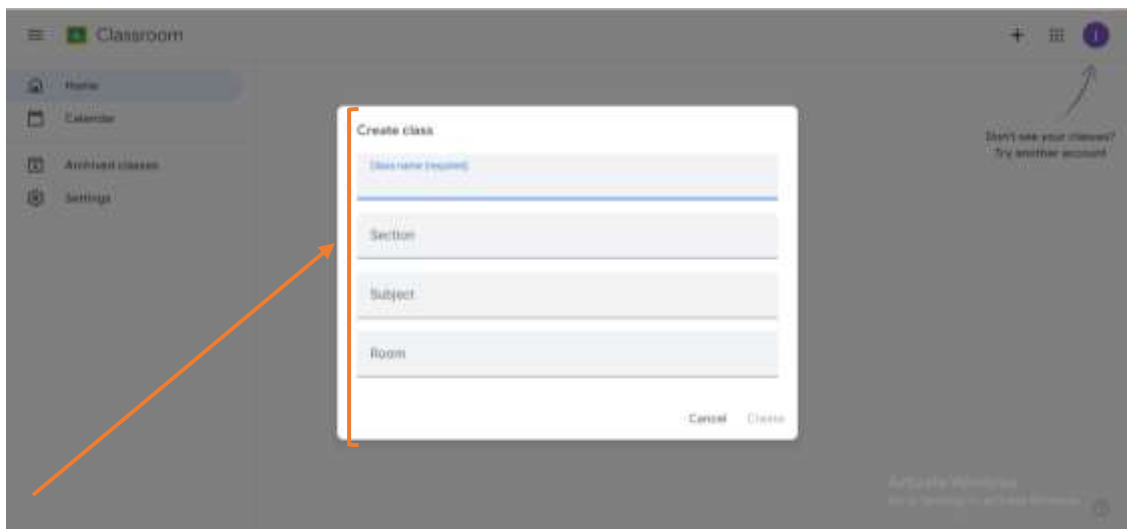 Classroom
Home
Calendar
Archived classes
Settings
Don't see your classes?
Try another account
Create class
Class name (required)
Section
Subject
Room
Cancel Create
Activate Windows